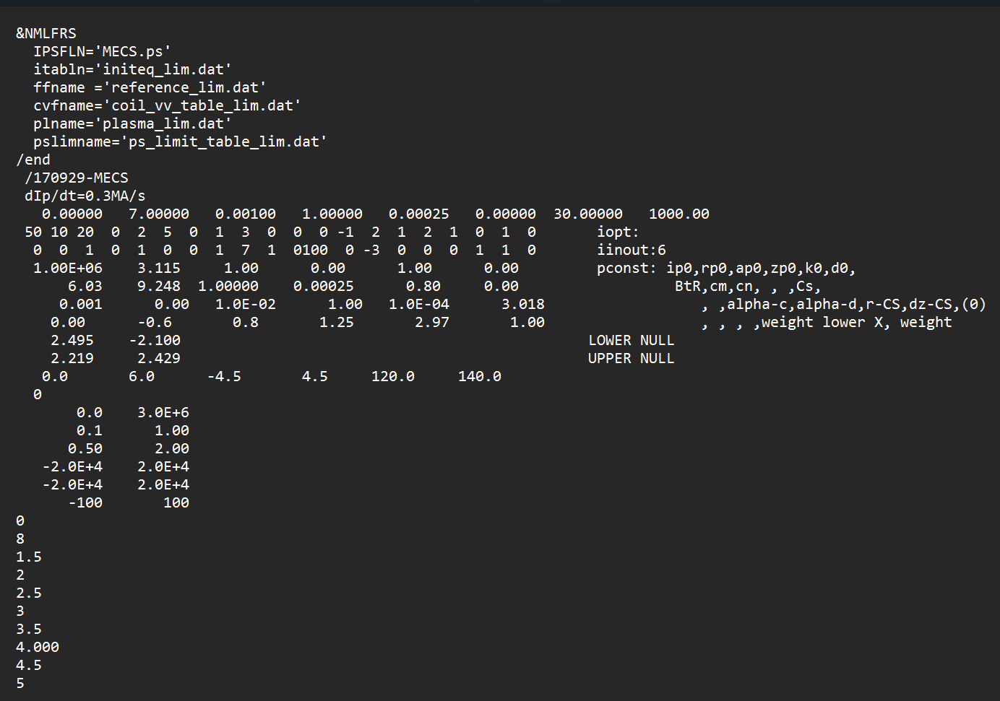 &NMLFRS
  IPSFLN='MECS.ps'
  itabln='initeq_lim.dat'
  ffname ='reference_lim.dat'
  cvfname='coil_vv_table_lim.dat'
  plname='plasma_lim.dat'
  pslimname='ps_limit_table_lim.dat'
/end
 /170929-MECS
 dIp/dt=0.3MA/s
   0.00000   7.00000   0.00100   1.00000   0.00025   0.00000  30.00000   1000.00
 50 10 20  0  2  5  0  1  3  0  0  0 -1  2  1  2  1  0  1  0       iopt:
  0  0  1  0  1  0  0  1  7  1  0100  0 -3  0  0  0  1  1  0       iinout:6
  1.00E+06    3.115     1.00      0.00      1.00      0.00         pconst: ip0,rp0,ap0,zp0,k0,d0,
      6.03    9.248  1.00000    0.00025      0.80     0.00                  BtR,cm,cn, , ,Cs,
     0.001      0.00   1.0E-02      1.00   1.0E-04      3.018                  , ,alpha-c,alpha-d,r-CS,dz-CS,(0)
    0.00      -0.6       0.8       1.25       2.97       1.00                  , , , ,weight lower X, weight
    2.495    -2.100                                               LOWER NULL
    2.219     2.429                                               UPPER NULL
   0.0       6.0      -4.5       4.5     120.0     140.0
  0
       0.0    3.0E+6
       0.1      1.00
      0.50      2.00
   -2.0E+4    2.0E+4
   -2.0E+4    2.0E+4
      -100       100
0
8
1.5
2
2.5
3
3.5
4.000
4.5
5